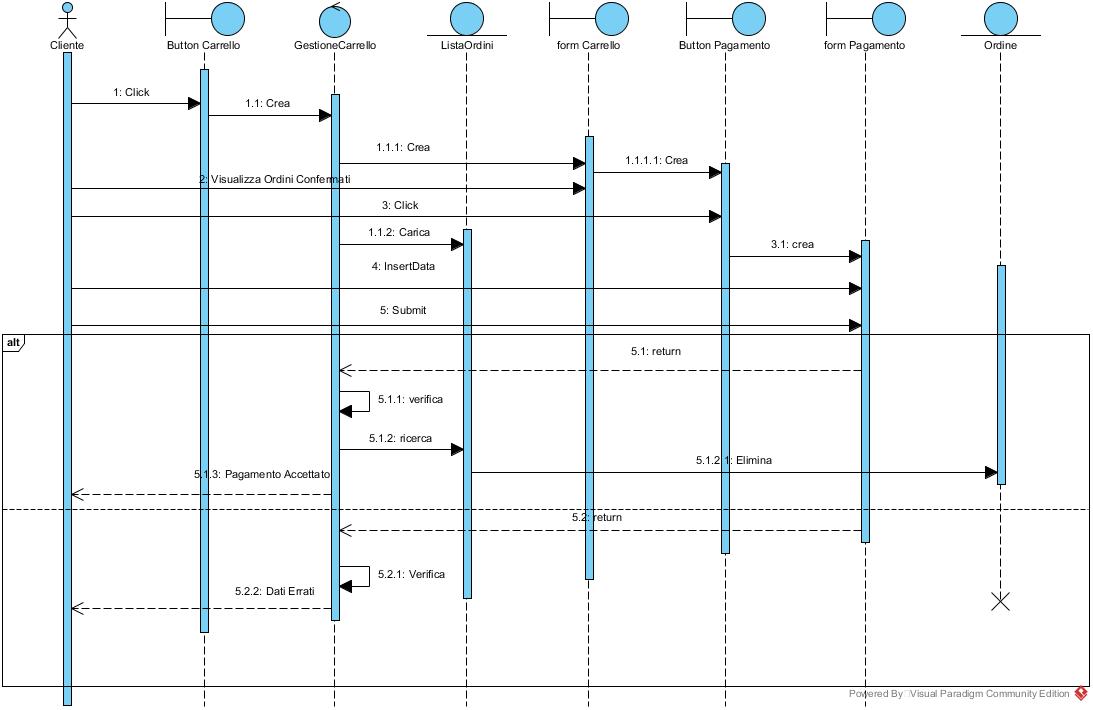 Cliente
Button Carrello
GestioneCarrello
ListaOrdini
form Carrello
Button Pagamento
form Pagamento
Ordine
1: Click
1.1: Crea
1.1.1: Crea
1.1.1.1: Crea
2: Visualizza Ordini Confermati
3: Click
1.1.2: Carica
3.1: crea
4: InsertData
5: Submit
alt
5.1: return
5.1.1: verifica
5.1.2: ricerca
5.1.2.1: Elimina
5.1.3: Pagamento Accettato
5.2: return
5.2.1: Verifica
5.2.2: Dati Errati
Powered By Visual Paradigm Community Edition